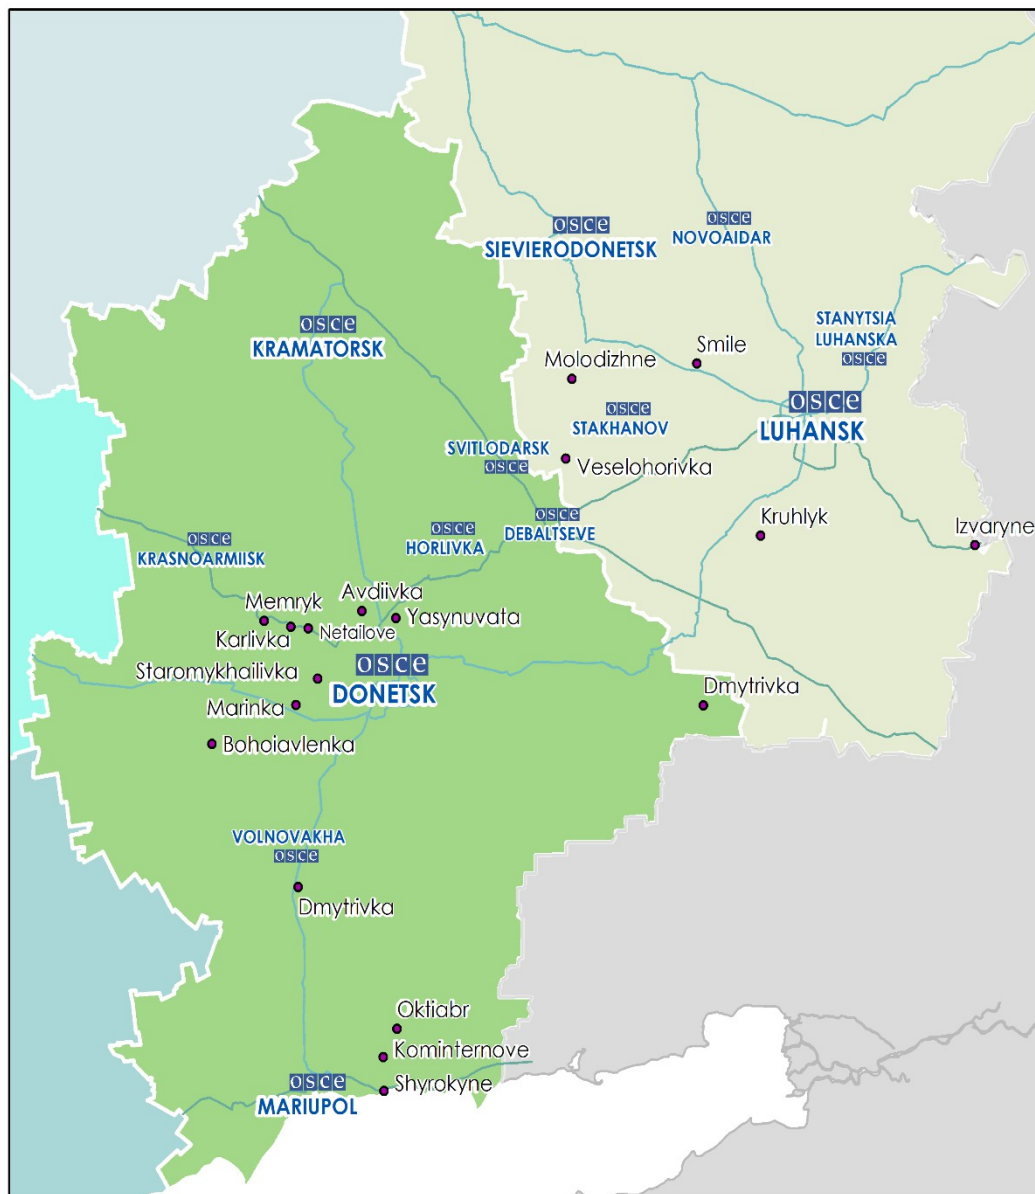 osce
SIEVIERODONETSK
osce
NOVOAIDAR
osce
KRAMATORSK
STANYTSIA
LUHANSKA
osce
Molodizhne
Smile
osce
STAKHANOV
osce
LUHANSK
SVITLODARSK
osce
Veselohorivka
osce
KRASNOARMIISK
osce
HORLIVKA
osce
DEBALTSEVE
Kruhlyk
Izvaryne
Memryk
Avdiivka
Yasynuvata
Karlivka
Netailove
Staromykhailivka
osce
DONETSK
Dmytrivka
Marinka
Bohoiavlenka
VOLNOVAKHA
osce
Dmytrivka
Oktiabr
Kominternove
osce
MARIUPOL
Shyrokyne